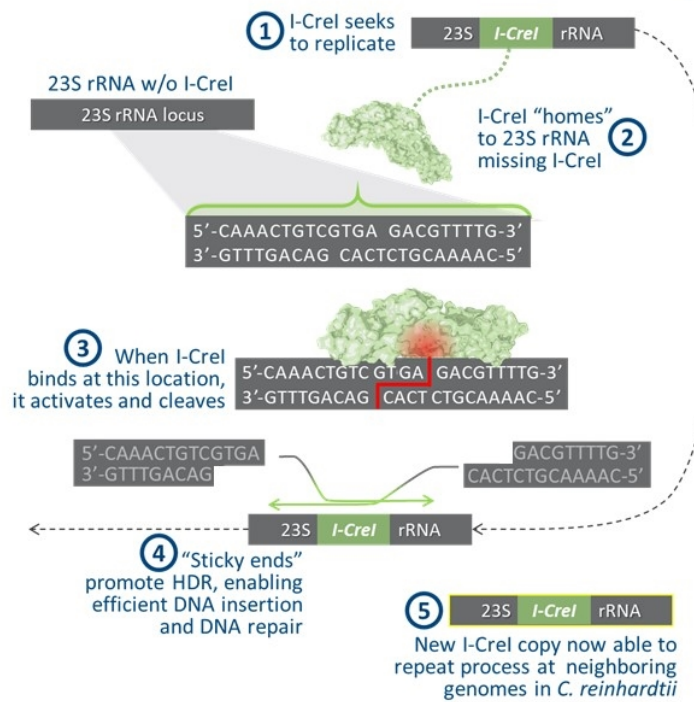 1
I-CreI seeks
to replicate
23S I-CreI rRNA
23S rRNA w/o I-CreI
23S rRNA locus
I-CreI “homes”
to 23S rRNA
missing I-CreI
2
5’-CAAACTGTCGTGA GACGTTTTG-3’
3’-GTTTGACAG CACTCTGCAAAAC-5’
3
When I-CreI
binds at this location,
it activates and cleaves
5’-CAAACTGTCGTGA GACGTTTTG-3’
3’-GTTTGACAG CACTCTGCAAAAC-5’
5’-CAAACTGTCGTGA
3’-GTTTGACAG
GACGTTTTG-3’
CACTCTGCAAAAC-5’
23S I-CreI rRNA
4
“Sticky ends”
promote HDR, enabling
efficient DNA insertion
and DNA repair
5
23S I-CreI rRNA
New I-CreI copy now able to
repeat process at neighboring
genomes in C. reinhardtii